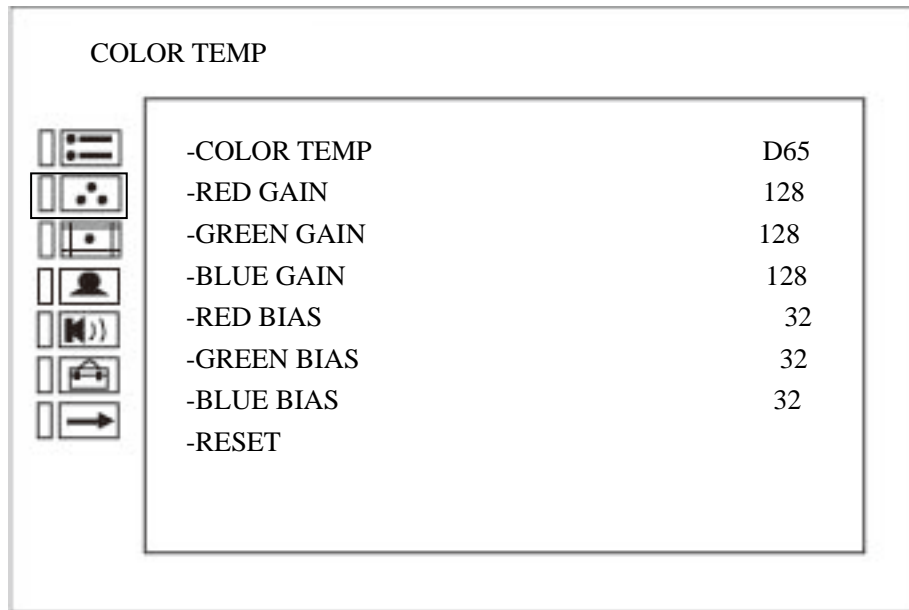 COLOR TEMP
-COLOR TEMP D65
-RED GAIN 128
-GREEN GAIN 128
-BLUE GAIN 128
-RED BIAS 32
-GREEN BIAS 32
-BLUE BIAS 32
-RESET